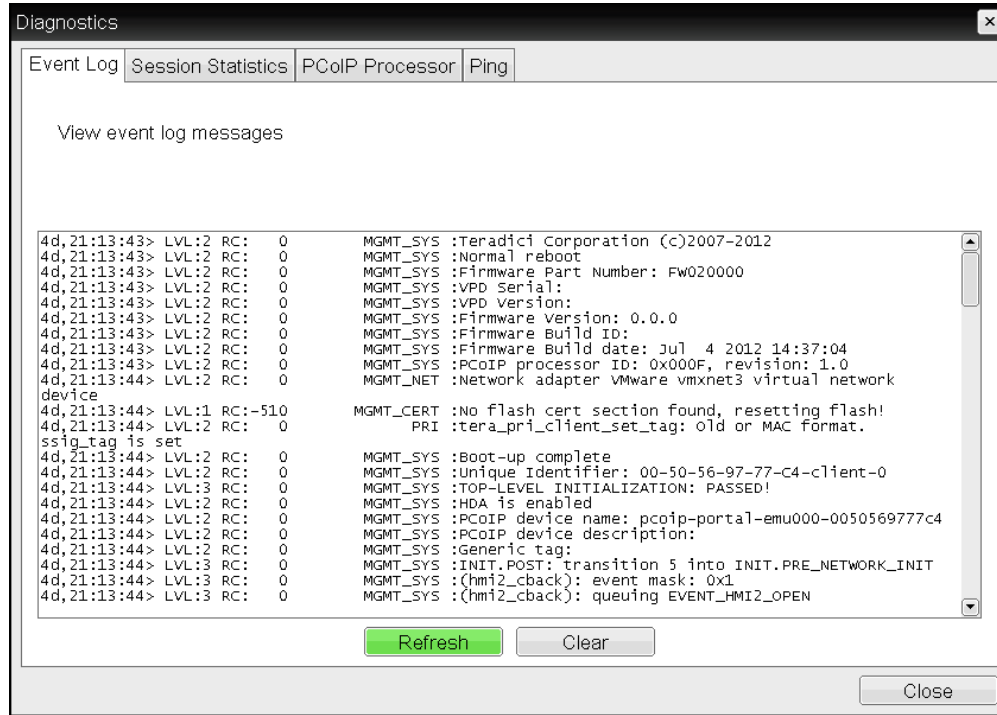 Diagnostics
Event Log
Session Statistics
PCoIP Processor
Ping
View event log messages
4d,21:13:43> LVL:2 RC:   0          MGMT_SYS :Teradici Corporation (c)2007-2012
4d,21:13:43> LVL:2 RC:   0          MGMT_SYS :Normal reboot
4d,21:13:43> LVL:2 RC:   0          MGMT_SYS :Firmware Part Number: FW020000
4d,21:13:43> LVL:2 RC:   0          MGMT_SYS :VPD Serial:
4d,21:13:43> LVL:2 RC:   0          MGMT_SYS :VPD Version:
4d,21:13:43> LVL:2 RC:   0          MGMT_SYS :Firmware Version: 0.0.0
4d,21:13:43> LVL:2 RC:   0          MGMT_SYS :Firmware Build ID:
4d,21:13:43> LVL:2 RC:   0          MGMT_SYS :Firmware Build date: Jul  4 2012 14:37:04
4d,21:13:43> LVL:2 RC:   0          MGMT_SYS :PCoIP processor ID: 0x000F, revision: 1.0
4d,21:13:44> LVL:2 RC:   0          MGMT_NET :Network adapter VMware vmxnet3 virtual network
device
4d,21:13:44> LVL:1 RC:-510         MGMT_CERT :No flash cert section found, resetting flash!
4d,21:13:44> LVL:2 RC:   0               PRI :tera_pri_client_set_tag: Old or MAC format.
ssig_tag is set
4d,21:13:44> LVL:2 RC:   0          MGMT_SYS :Boot-up complete
4d,21:13:44> LVL:2 RC:   0          MGMT_SYS :Unique Identifier: 00-50-56-97-77-C4-client-0
4d,21:13:44> LVL:3 RC:   0          MGMT_SYS :TOP-LEVEL INITIALIZATION: PASSED!
4d,21:13:44> LVL:2 RC:   0          MGMT_SYS :HDA is enabled
4d,21:13:44> LVL:2 RC:   0          MGMT_SYS :PCoIP device name: pcoip-portal-emu000-0050569777c4
4d,21:13:44> LVL:2 RC:   0          MGMT_SYS :PCoIP device description:
4d,21:13:44> LVL:2 RC:   0          MGMT_SYS :Generic tag:
4d,21:13:44> LVL:3 RC:   0          MGMT_SYS :INIT.POST: transition 5 into INIT.PRE_NETWORK_INIT
4d,21:13:44> LVL:3 RC:   0          MGMT_SYS :(hmi2_cback): event mask: 0x1
4d,21:13:44> LVL:3 RC:   0          MGMT_SYS :(hmi2_cback): queuing EVENT_HMI2_OPEN
Refresh
Clear
Close